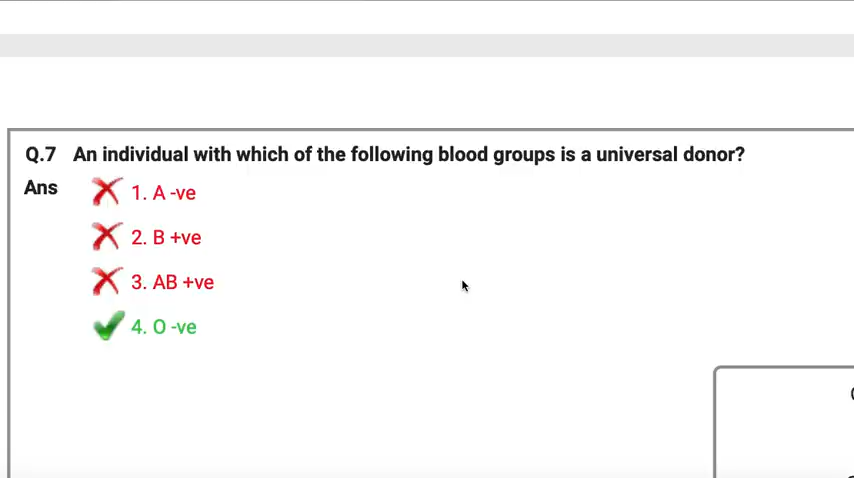 Q.7 An individual with which of the following blood groups is a universal donor?
Ans 1. A -ve
2. B +ve
3. AB +ve
4. O -ve